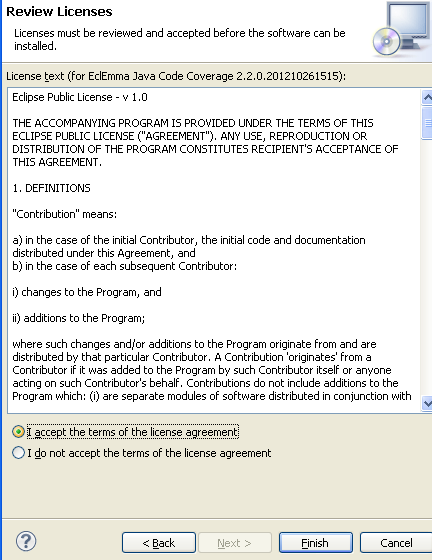 Review Licenses
Licenses must be reviewed and accepted before the software can be
installed.
License text (for EclEmma Java Code Coverage 2.2.0.201210261515):
Eclipse Public License - v 1.0
THE ACCOMPANYING PROGRAM IS PROVIDED UNDER THE TERMS OF THIS
ECLIPSE PUBLIC LICENSE ("AGREEMENT"). ANY USE, REPRODUCTION OR
DISTRIBUTION OF THE PROGRAM CONSTITUTES RECIPIENT'S ACCEPTANCE OF
THIS AGREEMENT.
1. DEFINITIONS
"Contribution" means:
a) in the case of the initial Contributor, the initial code and documentation
distributed under this Agreement, and
b) in the case of each subsequent Contributor:
i) changes to the Program, and
ii) additions to the Program;
where such changes and/or additions to the Program originate from and are
distributed by that particular Contributor. A Contribution 'originates' from a
Contributor if it was added to the Program by such Contributor itself or anyone
acting on such Contributor's behalf. Contributions do not include additions to the
Program which: (i) are separate modules of software distributed in conjunction with
I accept the terms of the license agreement
I do not accept the terms of the license agreement
? < Back Next > Finish Cancel